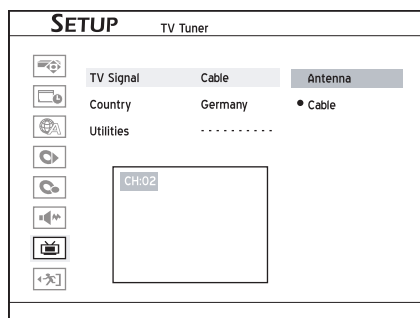 SETUP TV Tuner
TV Signal Cable Antenna
Country Germany • Cable
Utilities - - - - - - - - - -
CH:02